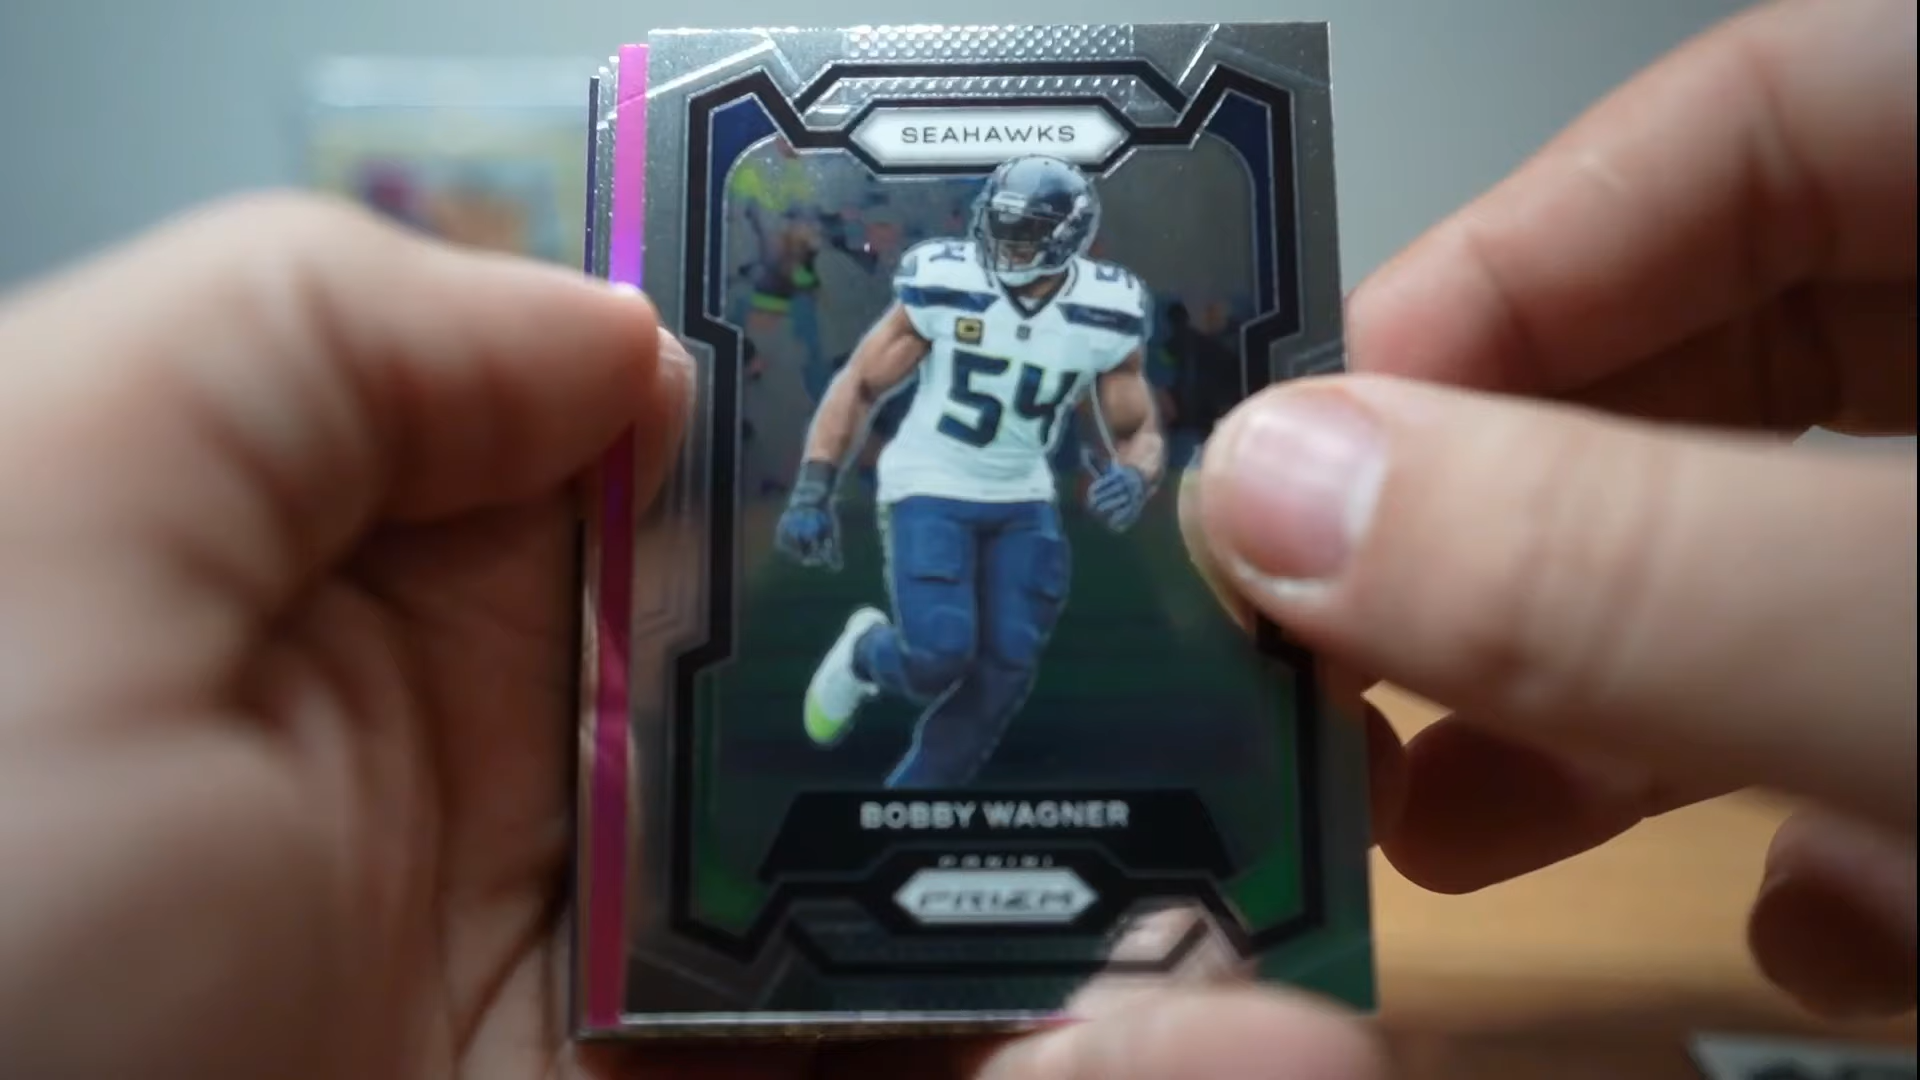 SEAHAWKS
54
54
BOBBY WAGNER
PANINI
PRIZM